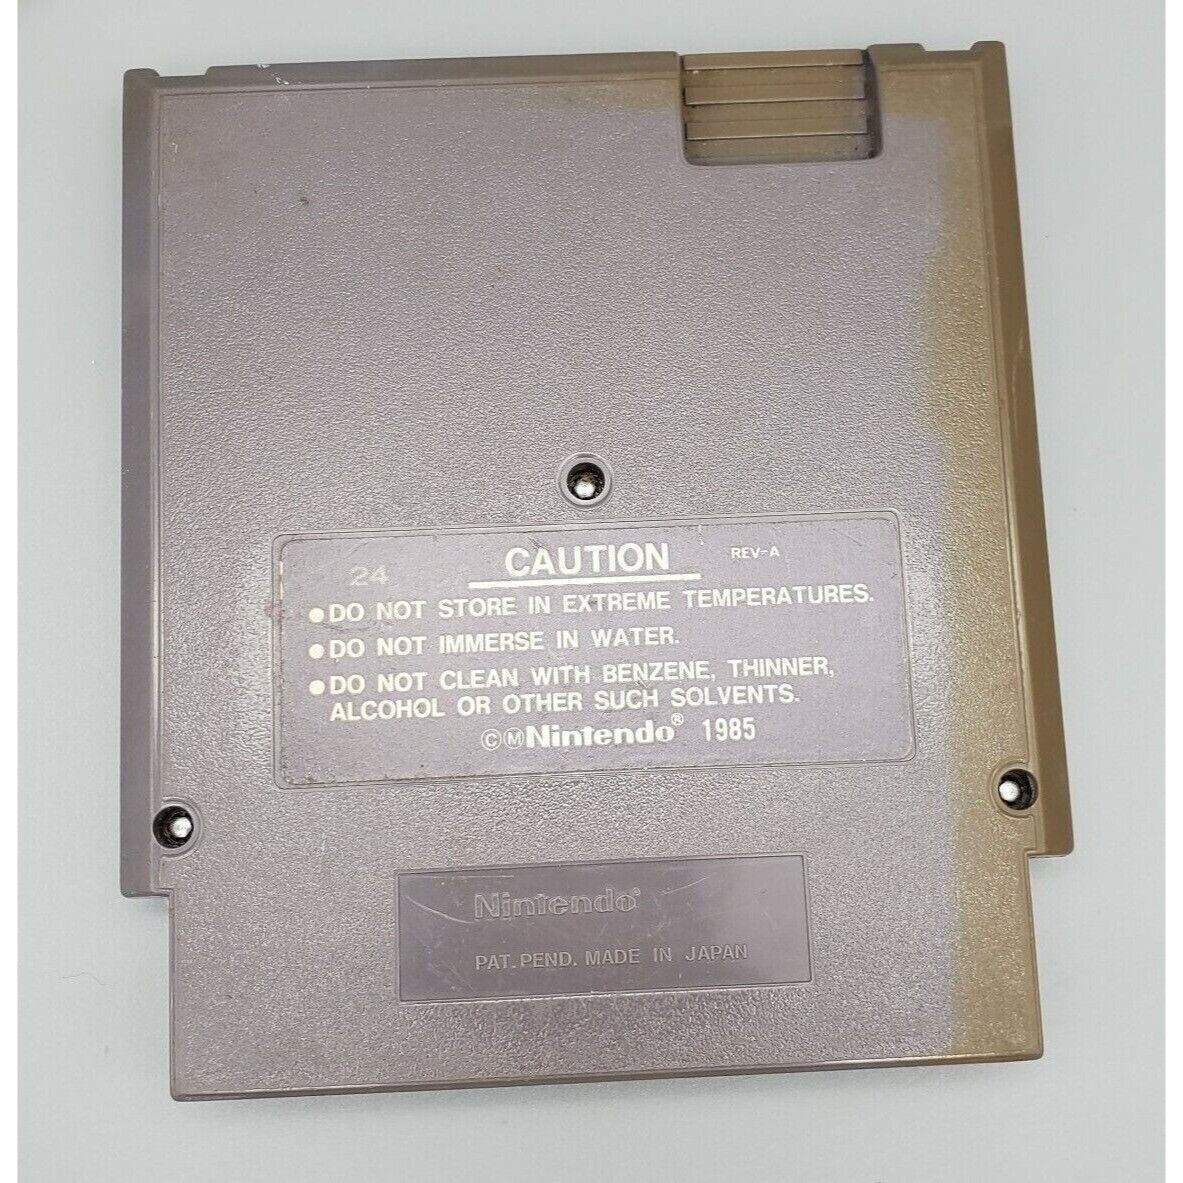 CAUTION REV-A
24
●DO NOT STORE IN EXTREME TEMPERATURES.
●DO NOT IMMERSE IN WATER.
●DO NOT CLEAN WITH BENZENE, THINNER,
ALCOHOL OR OTHER SUCH SOLVENTS.
ⒸⓂNintendo® 1985
Nintendo®
PAT. PEND. MADE IN JAPAN